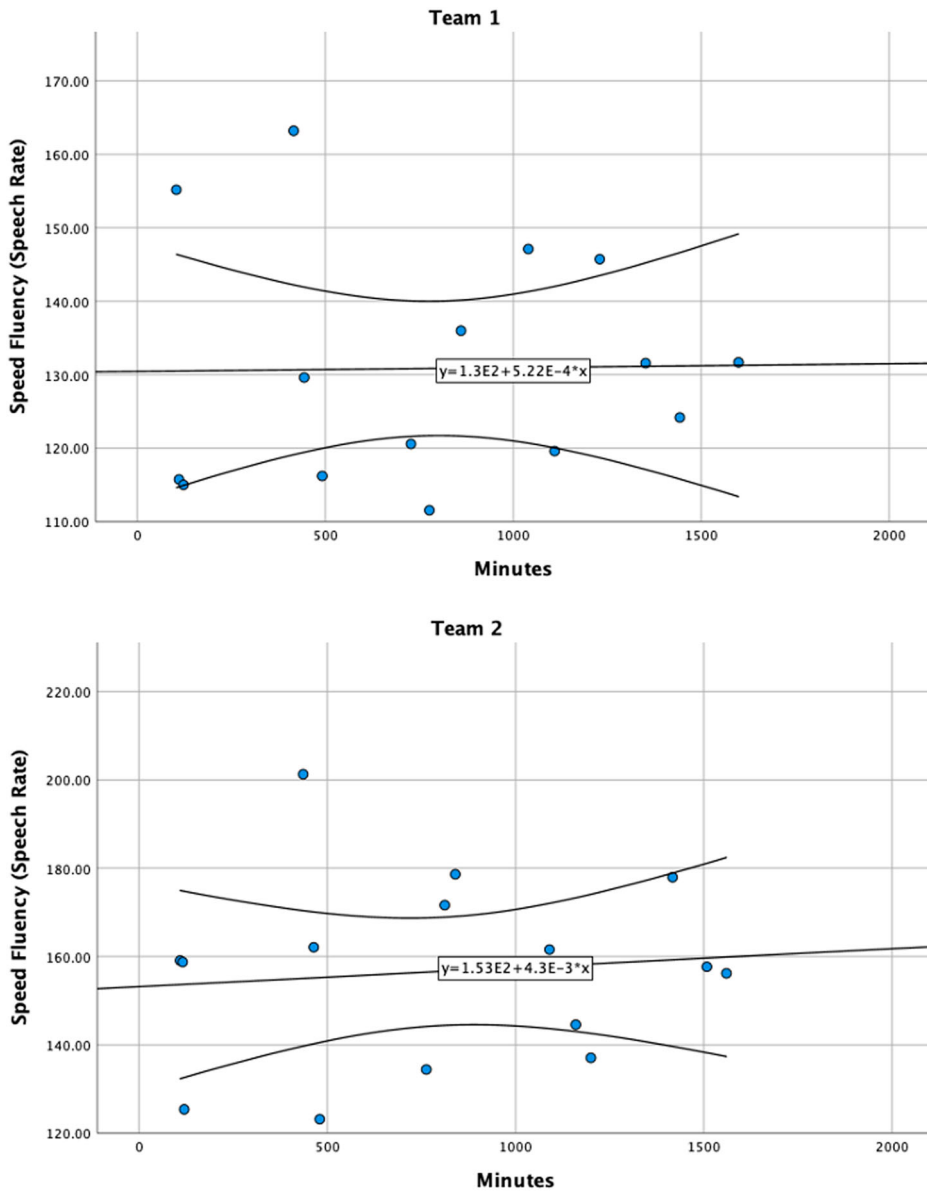 Team 1
170.00
160.00
150.00
140.00
130.00
120.00
110.00
Speed Fluency (Speech Rate)
y=1.3E2+5.22E-4*x
0 500 1000 1500 2000
Minutes
Team 2
220.00
200.00
180.00
160.00
140.00
120.00
Speed Fluency (Speech Rate)
y=1.53E2+4.3E-3*x
0 500 1000 1500 2000
Minutes